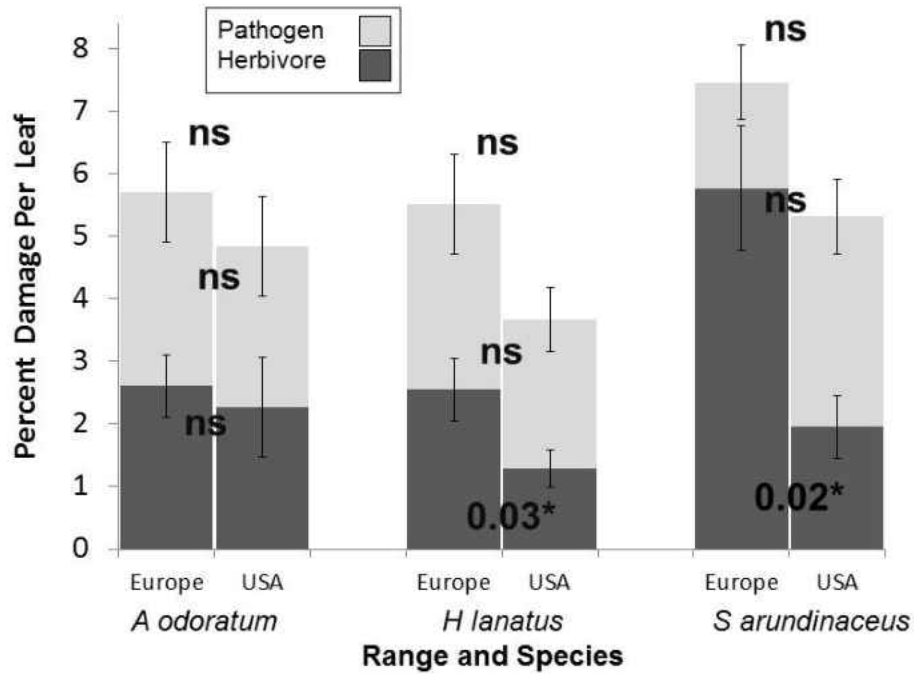 Percent Damage Per Leaf
8
7
6
5
4
3
2
1
0
Pathogen
Herbivore
ns
ns
ns
ns
ns
0.03*
ns
ns
0.02*
Europe USA Europe USA Europe USA
A odoratum H lanatus S arundinaceus
Range and Species